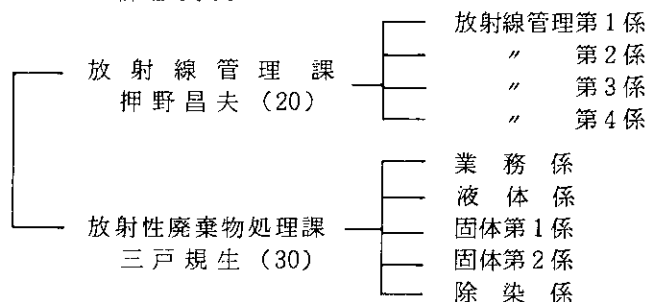 放射線管理課
押野昌夫 (20)
放射線管理第1係
〃 第2係
〃 第3係
〃 第4係
放射性廃棄物処理課
三戸規生 (30)
業務係
液体係
固体第1係
固体第2係
除染係